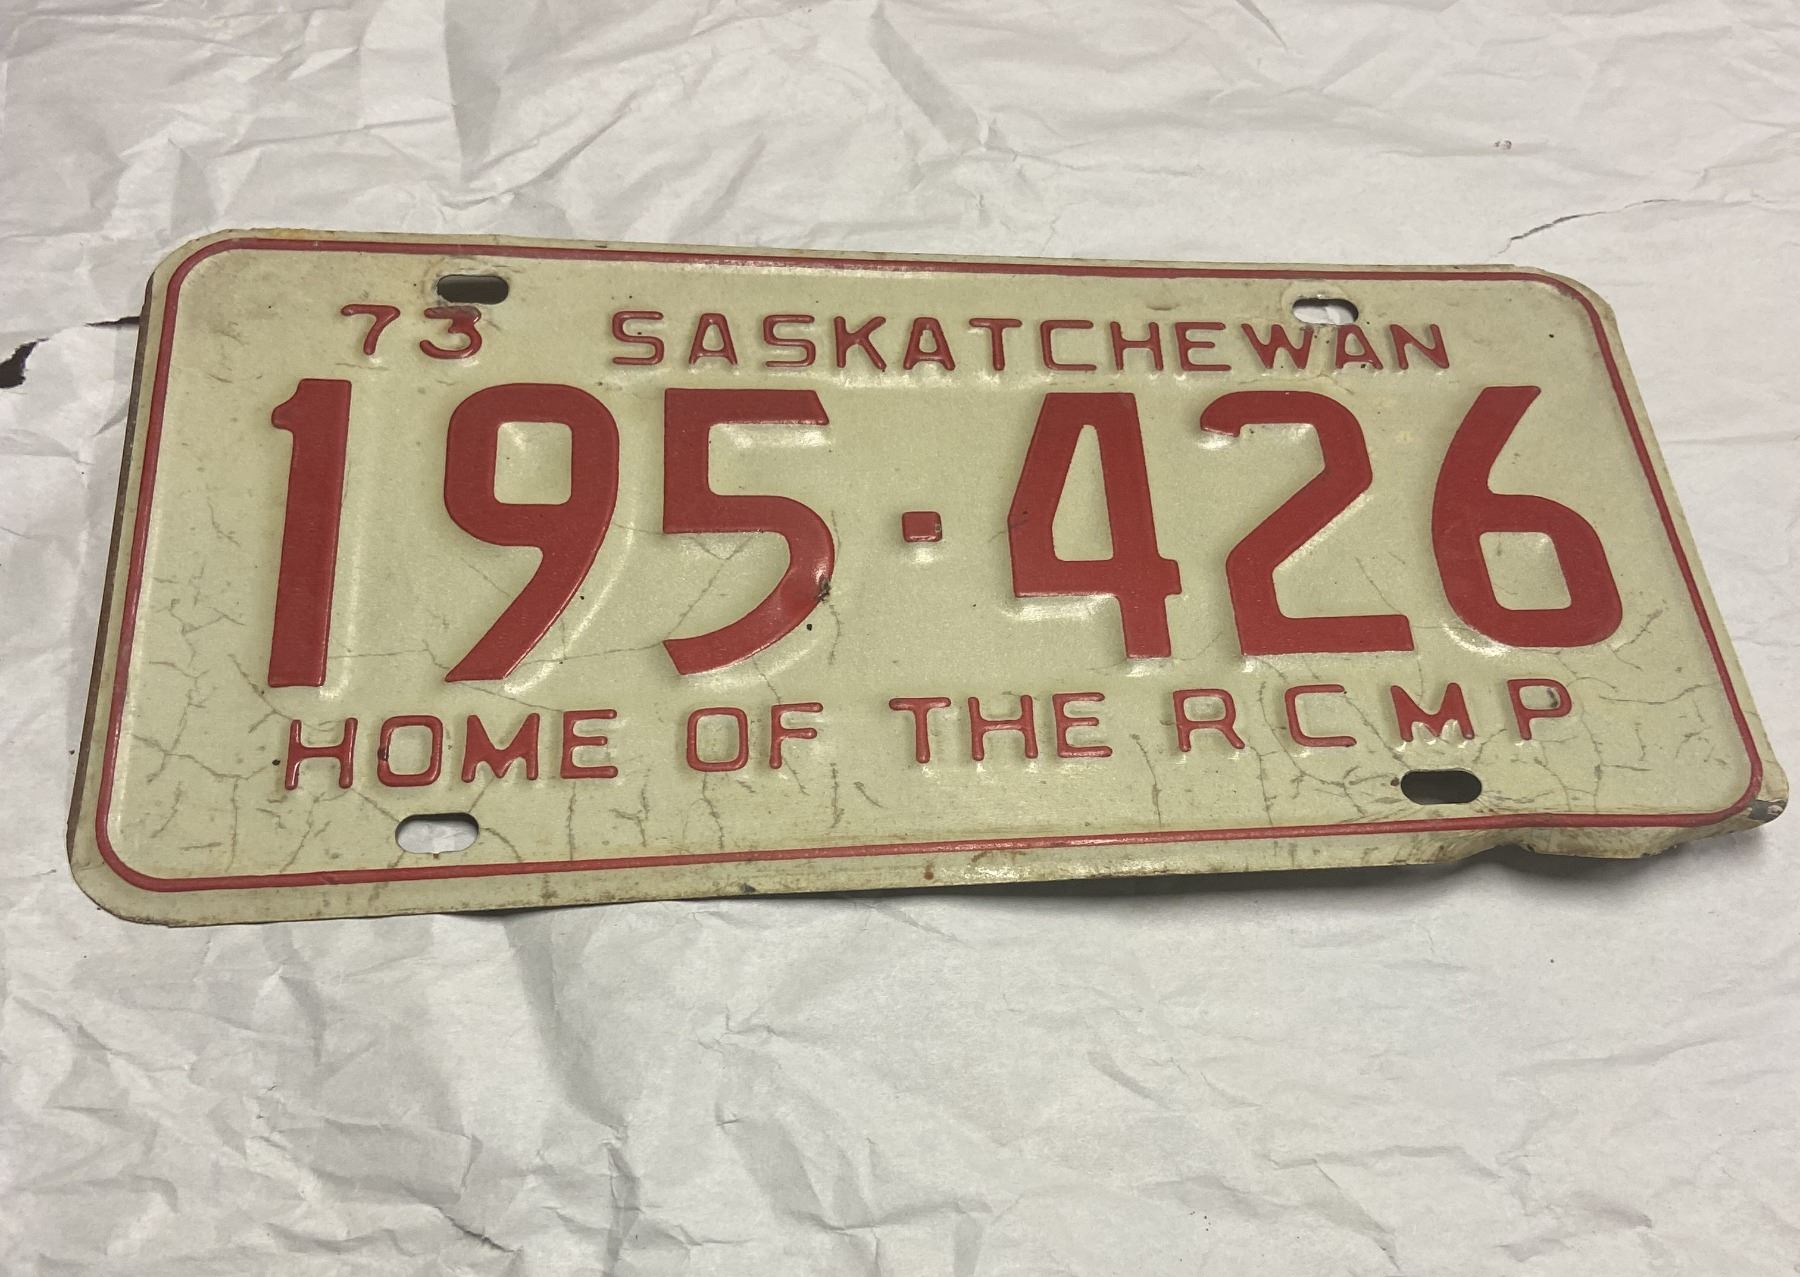 73 SASKATCHEWAN
195·426
HOME OF THE RCMP